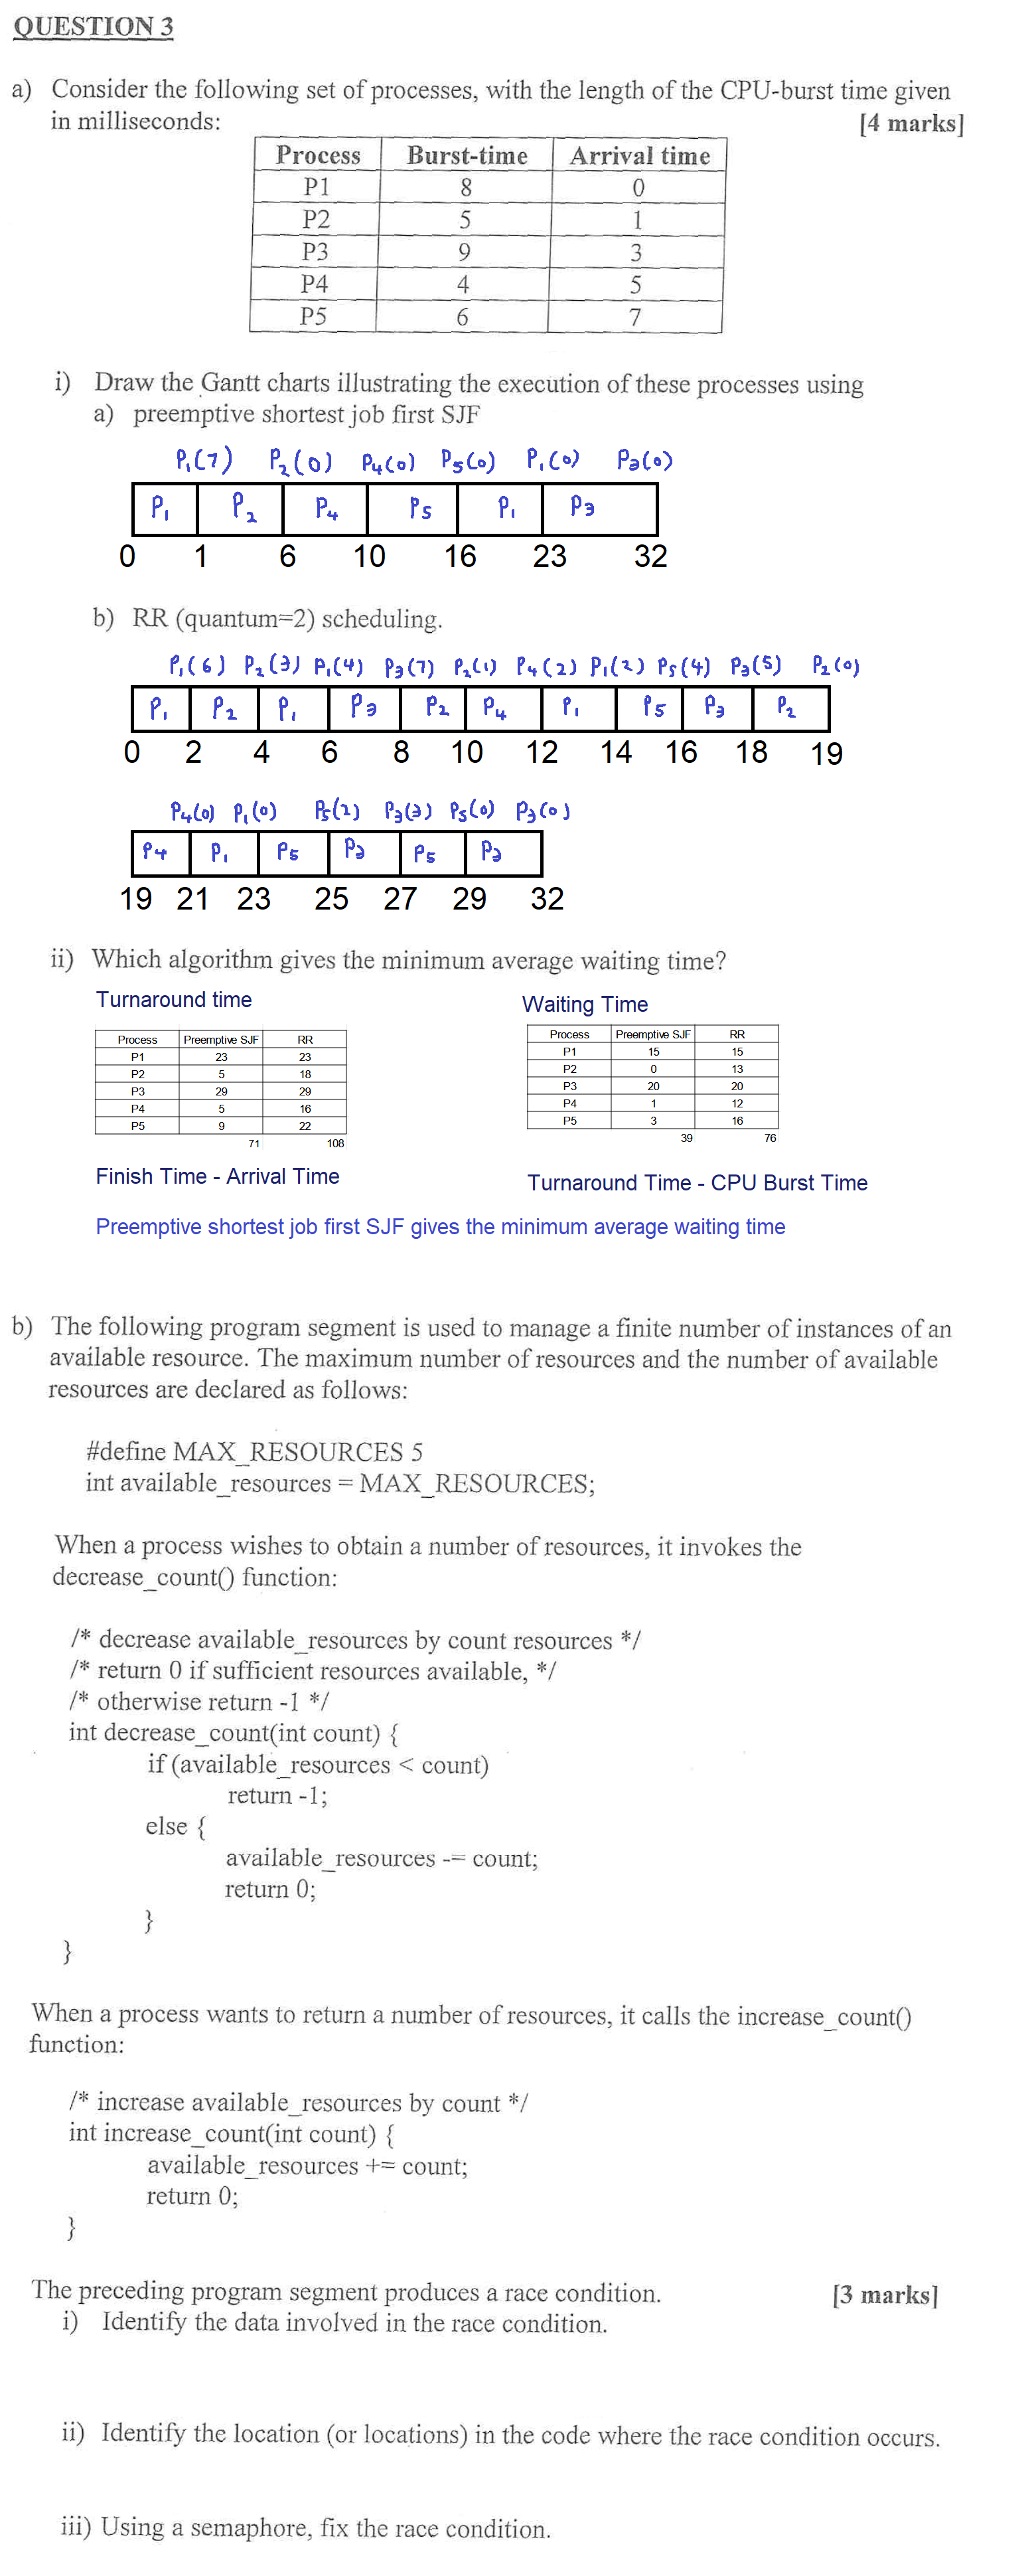 QUESTION 3
a) Consider the following set of processes, with the length of the CPU-burst time given
in milliseconds: [4 marks]
Process Burst-time Arrival time
P1 8 0
P2 5 1
P3 9 3
P4 4 5
P5 6 7
i) Draw the Gantt charts illustrating the execution of these processes using
a) preemptive shortest job first SJF
P1(7) P2(0) P4(0) P5(0) P1(0) P3(0)
P1 P2 P4 P5 P1 P3
0 1 6 10 16 23 32
b) RR (quantum=2) scheduling.
P1(6) P2(3) P1(4) P3(7) P2(1) P4(2) P1(2) P5(4) P3(5) P2(0)
P1 P2 P1 P3 P2 P4 P1 P5 P3 P2
0 2 4 6 8 10 12 14 16 18 19
P4(0) P1(0) P5(2) P3(3) P5(0) P3(0)
P4 P1 P5 P3 P5 P3
19 21 23 25 27 29 32
ii) Which algorithm gives the minimum average waiting time?
Turnaround time
Process Preemptive SJF RR
P1 23 23
P2 5 18
P3 29 29
P4 5 16
P5 9 22
71 108
Finish Time - Arrival Time
Waiting Time
Process Preemptive SJF RR
P1 15 15
P2 0 13
P3 20 20
P4 1 12
P5 3 16
39 76
Turnaround Time - CPU Burst Time
Preemptive shortest job first SJF gives the minimum average waiting time
b) The following program segment is used to manage a finite number of instances of an
available resource. The maximum number of resources and the number of available
resources are declared as follows:
#define MAX_RESOURCES 5
int available_resources = MAX_RESOURCES;
When a process wishes to obtain a number of resources, it invokes the
decrease_count() function:
/* decrease available_resources by count resources */
/* return 0 if sufficient resources available, */
/* otherwise return -1 */
int decrease_count(int count) {
if (available_resources < count)
return -1;
else {
available_resources -= count;
return 0;
}
}
When a process wants to return a number of resources, it calls the increase_count()
function:
/* increase available_resources by count */
int increase_count(int count) {
available_resources += count;
return 0;
}
The preceding program segment produces a race condition. [3 marks]
i) Identify the data involved in the race condition.
ii) Identify the location (or locations) in the code where the race condition occurs.
iii) Using a semaphore, fix the race condition.